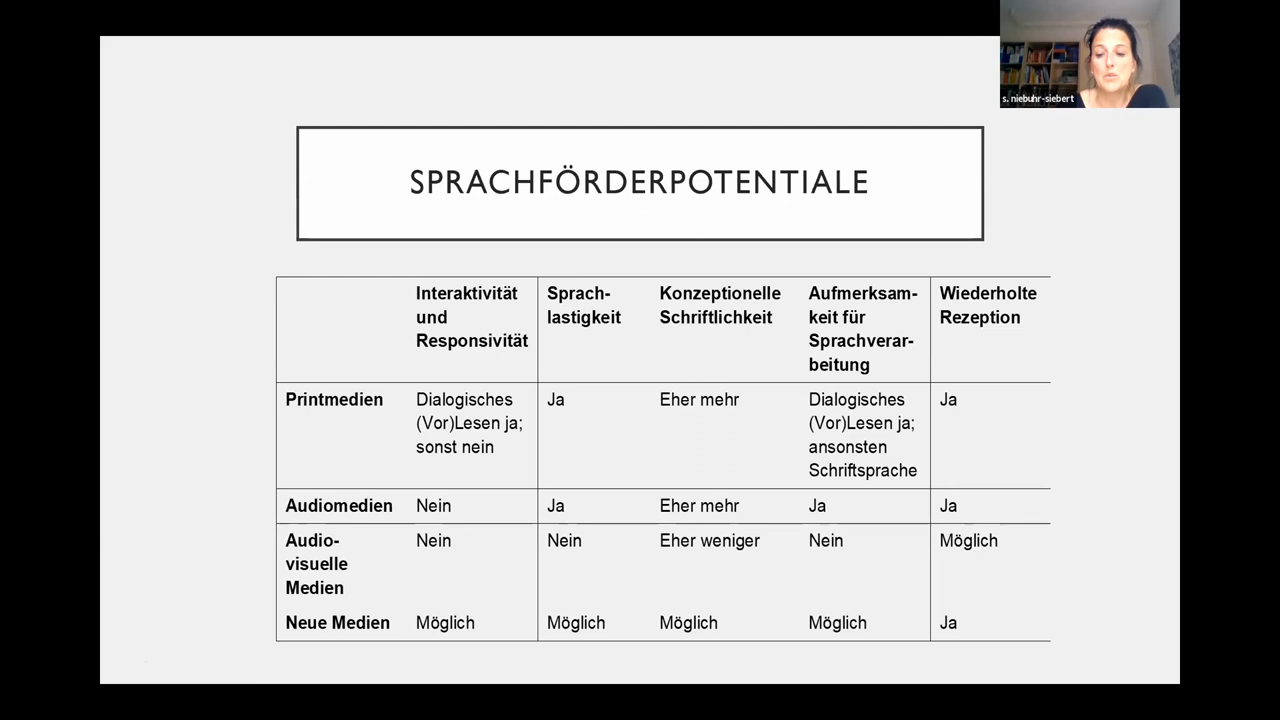 s. niebuhr-siebert
SPRACHFÖRDERPOTENTIALE
Interaktivität und Responsivität
Sprach-lastigkeit
Konzeptionelle Schriftlichkeit
Aufmerksam-keit für Sprachverar-beitung
Wiederholte Rezeption
Printmedien
Dialogisches
(Vor)Lesen ja;
sonst nein
Ja
Eher mehr
Dialogisches
(Vor)Lesen ja;
ansonsten
Schriftsprache
Ja
Audiomedien
Nein
Ja
Eher mehr
Ja
Ja
Audio-
visuelle
Medien
Nein
Nein
Eher weniger
Nein
Möglich
Neue Medien
Möglich
Möglich
Möglich
Möglich
Ja